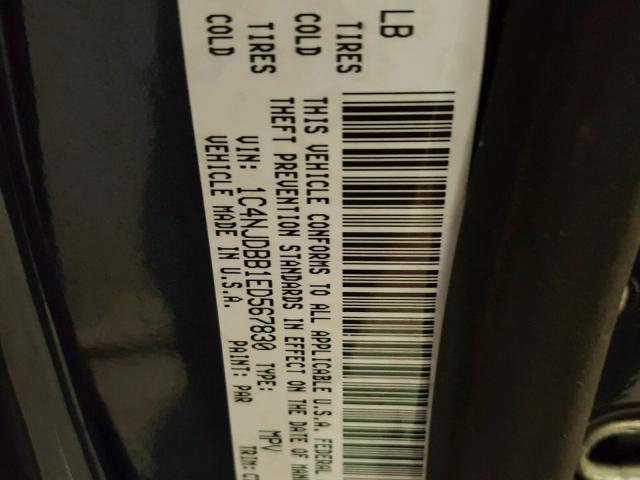 LB
TIRES COLD
TIRES COLD
THIS VEHICLE CONFORMS TO ALL APPLICABLE U.S.A. FEDERAL
THEFT PREVENTION STANDARDS IN EFFECT ON THE DATE OF
VIN: 1C4NJDBB1ED567830 TYPE: MPV
VEHICLE MADE IN U.S.A. PAINT: PAR TRIM: